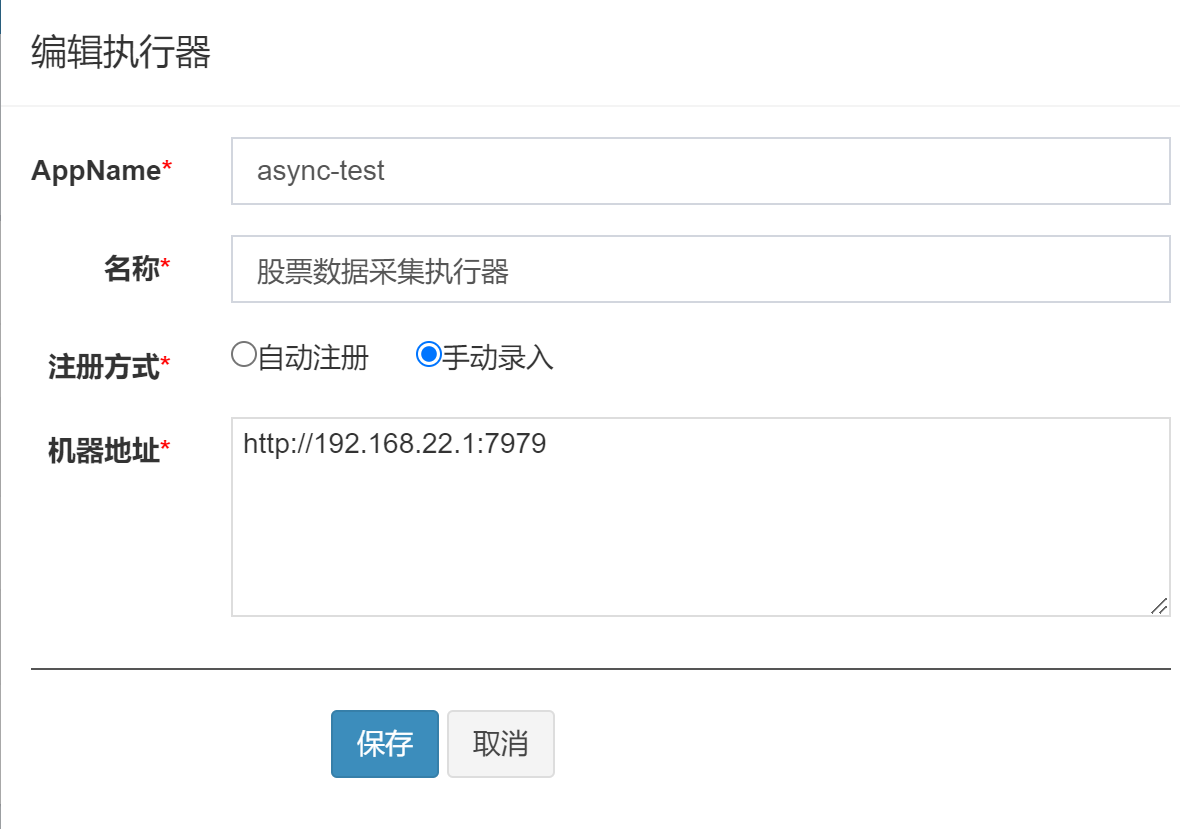 编辑执行器
AppName* async-test
名称* 股票数据采集执行器
注册方式* 自动注册 手动录入
机器地址* http://192.168.22.1:7979
保存 取消